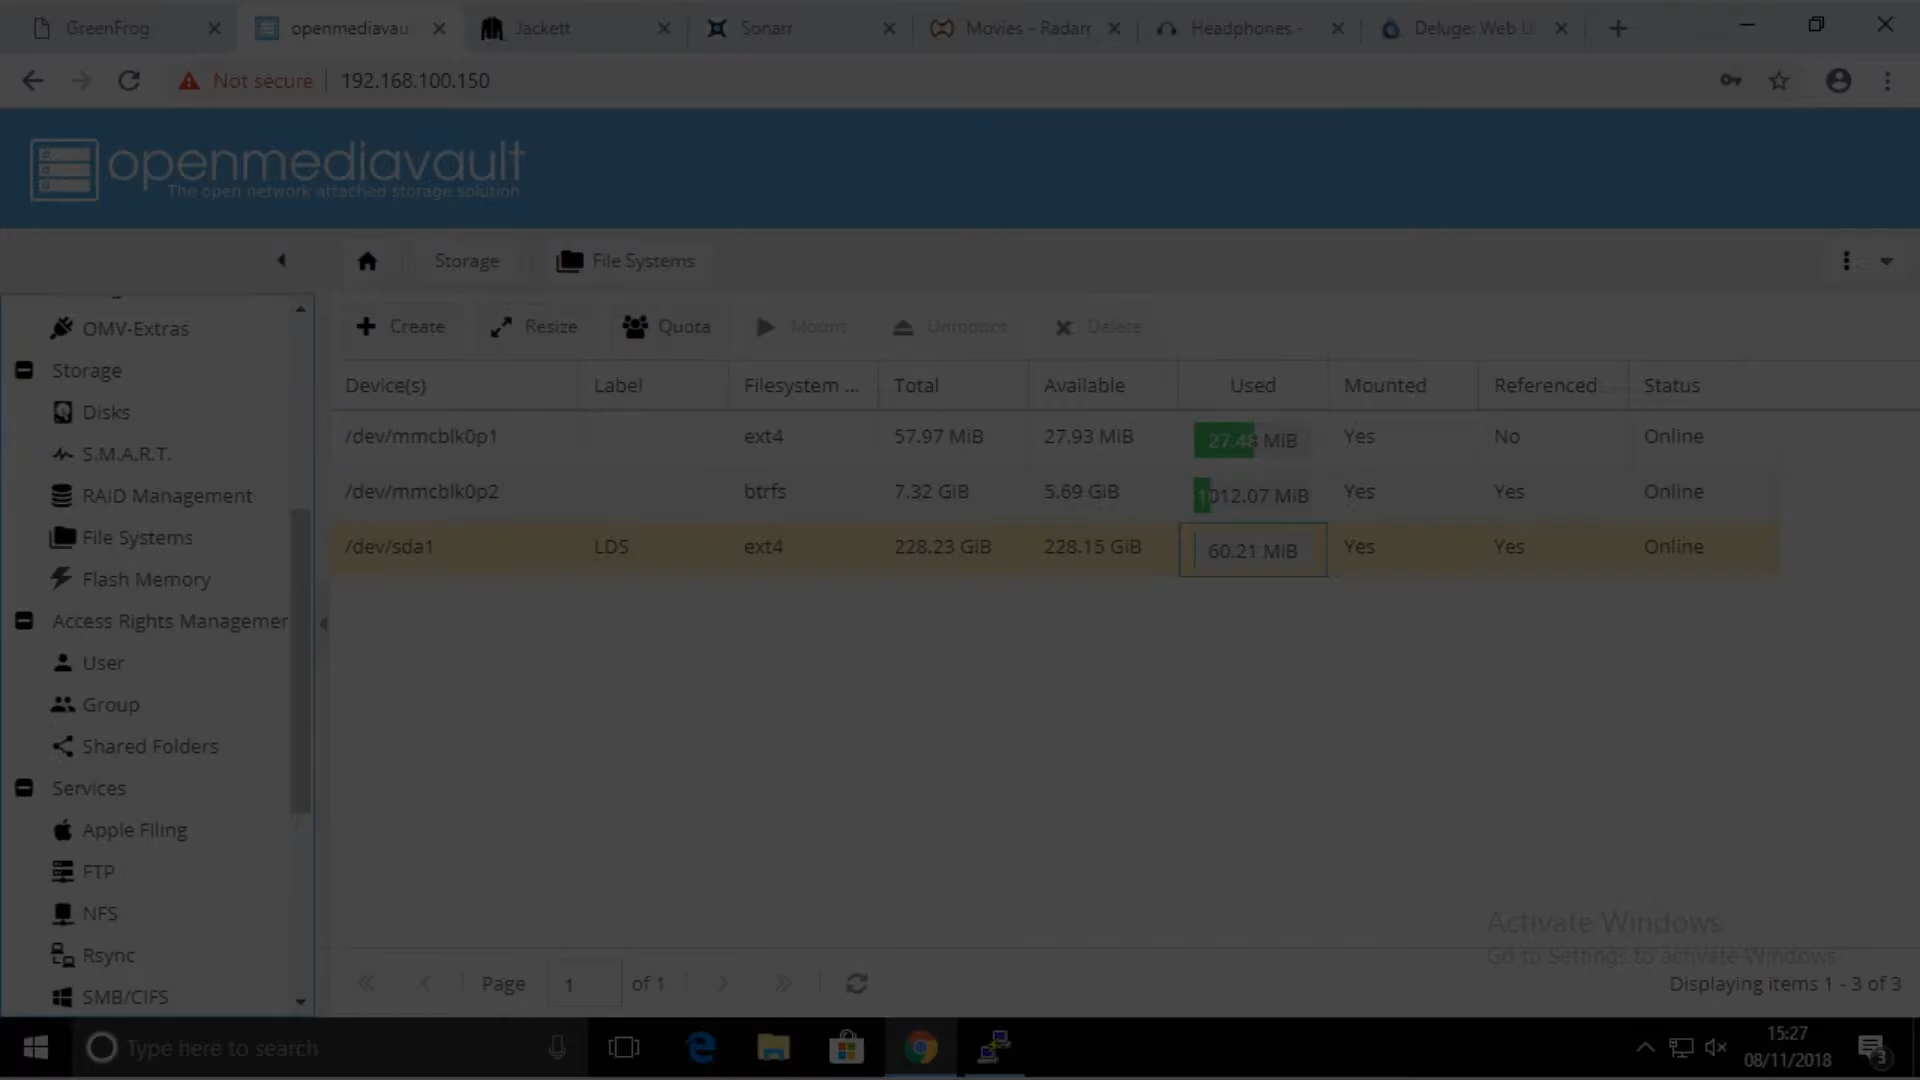 GreenFrog
openmediavau
Jackett
Sonarr
Movies - Radarr
Headphones -
Deluge: Web U
Not secure
192.168.100.150
openmediavault
The open network attached storage solution
Storage
File Systems
OMV-Extras
Storage
Disks
S.M.A.R.T.
RAID Management
File Systems
Flash Memory
Access Rights Managemer
User
Group
Shared Folders
Services
Apple Filing
FTP
NFS
Rsync
SMB/CIFS
Create
Resize
Quota
Mount
Unmount
Delete
Device(s) Label Filesystem ... Total Available Used Mounted Referenced Status
/dev/mmcblk0p1 ext4 57.97 MiB 27.93 MiB 27.48 MiB Yes No Online
/dev/mmcblk0p2 btrfs 7.32 GiB 5.69 GiB 1012.07 MiB Yes Yes Online
/dev/sda1 LDS ext4 228.23 GiB 228.15 GiB 60.21 MiB Yes Yes Online
Activate Windows
Go to Settings to activate Windows.
Page 1 of 1
Displaying items 1 - 3 of 3
Type here to search
15:27
08/11/2018
3